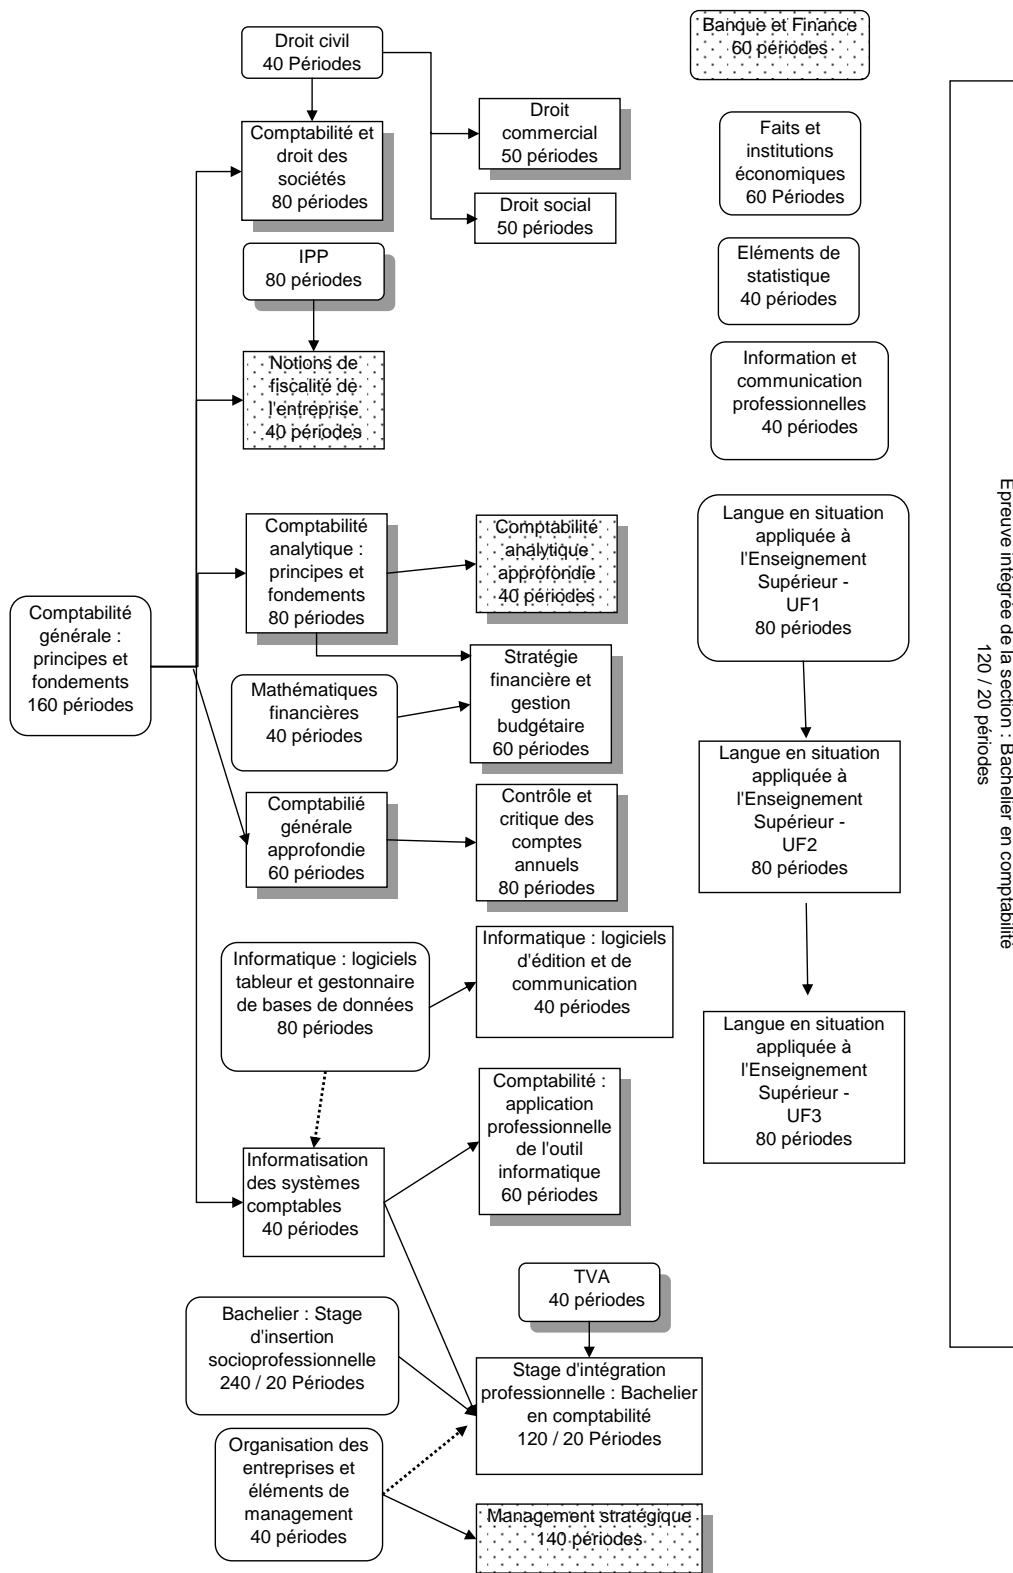 Droit civil
40 Périodes
Banque et Finance
60 périodes
Comptabilité et
droit des
sociétés
80 périodes
Droit
commercial
50 périodes
Faits et
institutions
économiques
60 Périodes
Droit social
50 périodes
IPP
80 périodes
Eléments de
statistique
40 périodes
Notions de
fiscalité de
l'entreprise
40 périodes
Information et
communication
professionnelles
40 périodes
Comptabilité
analytique :
principes et
fondements
80 périodes
Comptabilité
analytique
approfondie
40 périodes
Langue en situation
appliquée à
l'Enseignement
Supérieur -
UF1
80 périodes
Comptabilité
générale :
principes et
fondements
160 périodes
Mathématiques
financières
40 périodes
Stratégie
financière et
gestion
budgétaire
60 périodes
Comptabilié
générale
approfondie
60 périodes
Contrôle et
critique des
comptes
annuels
80 périodes
Langue en situation
appliquée à
l'Enseignement
Supérieur -
UF2
80 périodes
Informatique : logiciels
tableur et gestonnaire
de bases de données
80 périodes
Informatique : logiciels
d'édition et de
communication
40 périodes
Langue en situation
appliquée à
l'Enseignement
Supérieur -
UF3
80 périodes
Informatisation
des systèmes
comptables
40 périodes
Comptabilité :
application
professionnelle
de l'outil
informatique
60 périodes
TVA
40 périodes
Bachelier : Stage
d'insertion
socioprofessionnelle
240 / 20 Périodes
Stage d'intégration
professionnelle : Bachelier
en comptabilité
120 / 20 Périodes
Organisation des
entreprises et
éléments de
management
40 périodes
Management stratégique
140 périodes
Epreuve intégrée de la section : Bachelier en comptabilité
120 / 20 périodes